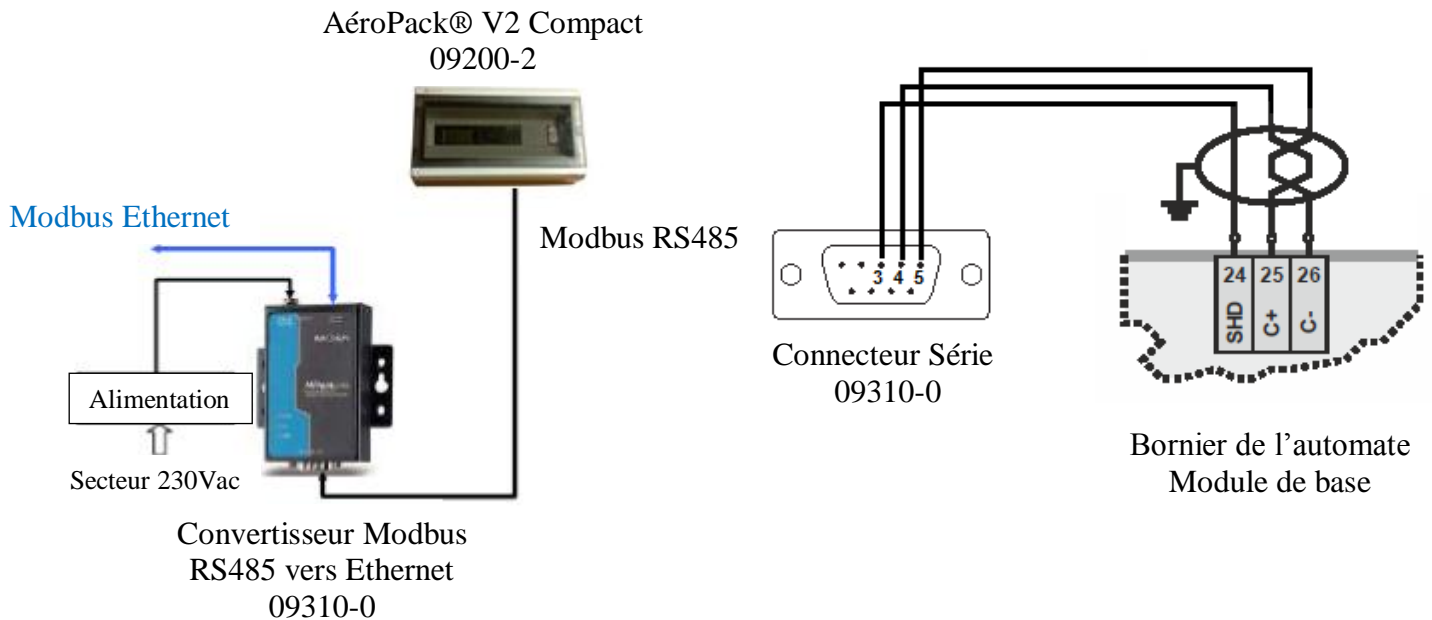 AéroPack® V2 Compact
09200-2
Modbus Ethernet
Modbus RS485
Alimentation
Secteur 230Vac
Convertisseur Modbus
RS485 vers Ethernet
09310-0
3 4 5
Connecteur Série
09310-0
24 25 26
SHD C+ C-
Bornier de l’automate
Module de base